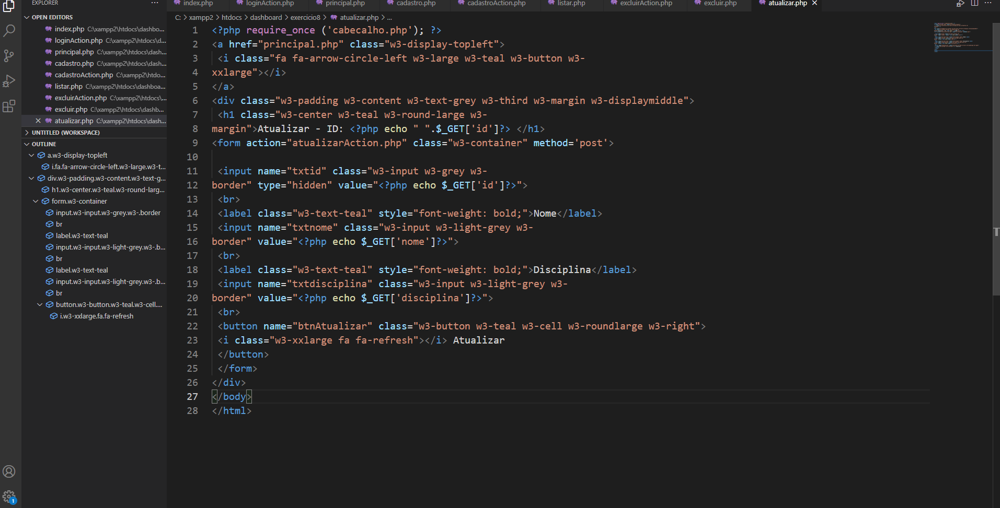 EXPLORER ···
OPEN EDITORS
index.php C:\xampp2\htdocs\dashbo...
loginAction.php C:\xampp2\htdocs\d...
principal.php C:\xampp2\htdocs\dash...
cadastro.php C:\xampp2\htdocs\dash...
cadastroAction.php C:\xampp2\htdo...
listar.php C:\xampp2\htdocs\dashboa...
excluirAction.php C:\xampp2\htdocs\...
excluir.php C:\xampp2\htdocs\dashb...
atualizar.php C:\xampp2\htdocs\dash...
UNTITLED (WORKSPACE)
OUTLINE
a.w3-display-topleft
i.fa.fa-arrow-circle-left.w3-large.w3-t...
div.w3-padding.w3-content.w3-text-g...
h1.w3-center.w3-teal.w3-round-larg...
form.w3-container
input.w3-input.w3-grey.w3-.border
br
label.w3-text-teal
input.w3-input.w3-light-grey.w3-.b...
br
label.w3-text-teal
input.w3-input.w3-light-grey.w3-.b...
br
button.w3-button.w3-teal.w3-cell....
i.w3-xxlarge.fa.fa-refresh
1
index.php loginAction.php principal.php cadastro.php cadastroAction.php listar.php excluirAction.php excluir.php atualizar.php
C: > xampp2 > htdocs > dashboard > exercicio8 > atualizar.php > ...
1 <?php require_once ('cabecalho.php'); ?>
2 <a href="principal.php" class="w3-display-topleft">
3 <i class="fa fa-arrow-circle-left w3-large w3-teal w3-button w3-
4 xxlarge"></i>
5 </a>
6 <div class="w3-padding w3-content w3-text-grey w3-third w3-margin w3-displaymiddle">
7 <h1 class="w3-center w3-teal w3-round-large w3-
8 margin">Atualizar - ID: <?php echo " ".$_GET['id']?> </h1>
9 <form action="atualizarAction.php" class="w3-container" method='post'>
10
11 <input name="txtid" class="w3-input w3-grey w3-
12 border" type="hidden" value="<?php echo $_GET['id']?>">
13 <br>
14 <label class="w3-text-teal" style="font-weight: bold;">Nome</label>
15 <input name="txtnome" class="w3-input w3-light-grey w3-
16 border" value="<?php echo $_GET['nome']?>">
17 <br>
18 <label class="w3-text-teal" style="font-weight: bold;">Disciplina</label>
19 <input name="txtdisciplina" class="w3-input w3-light-grey w3-
20 border" value="<?php echo $_GET['disciplina']?>">
21 <br>
22 <button name="btnAtualizar" class="w3-button w3-teal w3-cell w3-roundlarge w3-right">
23 <i class="w3-xxlarge fa fa-refresh"></i> Atualizar
24 </button>
25 </form>
26 </div>
27 </body>
28 </html>